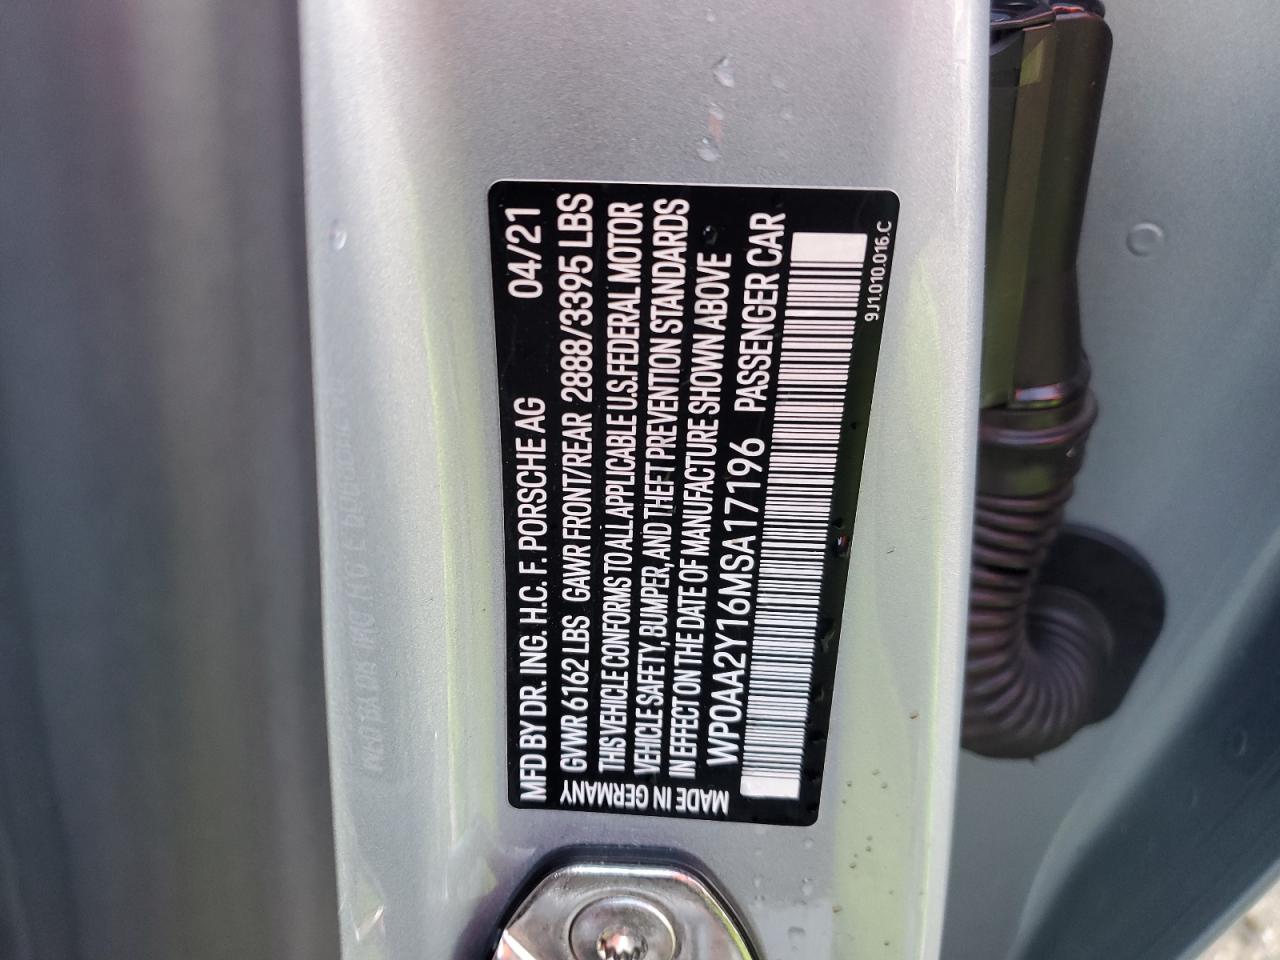 MFD BY DR. ING. H.C. F. PORSCHE AG 04/21
GVWR 6162 LBS GAWR FRONT/REAR 2888/3395 LBS
THIS VEHICLE CONFORMS TO ALL APPLICABLE U.S.FEDERAL MOTOR
VEHICLE SAFETY, BUMPER, AND THEFT PREVENTION STANDARDS
IN EFFECT ON THE DATE OF MANUFACTURE SHOWN ABOVE
WP0AA2Y16MSA17196 PASSENGER CAR
MADE IN GERMANY
9J1.010.016.C